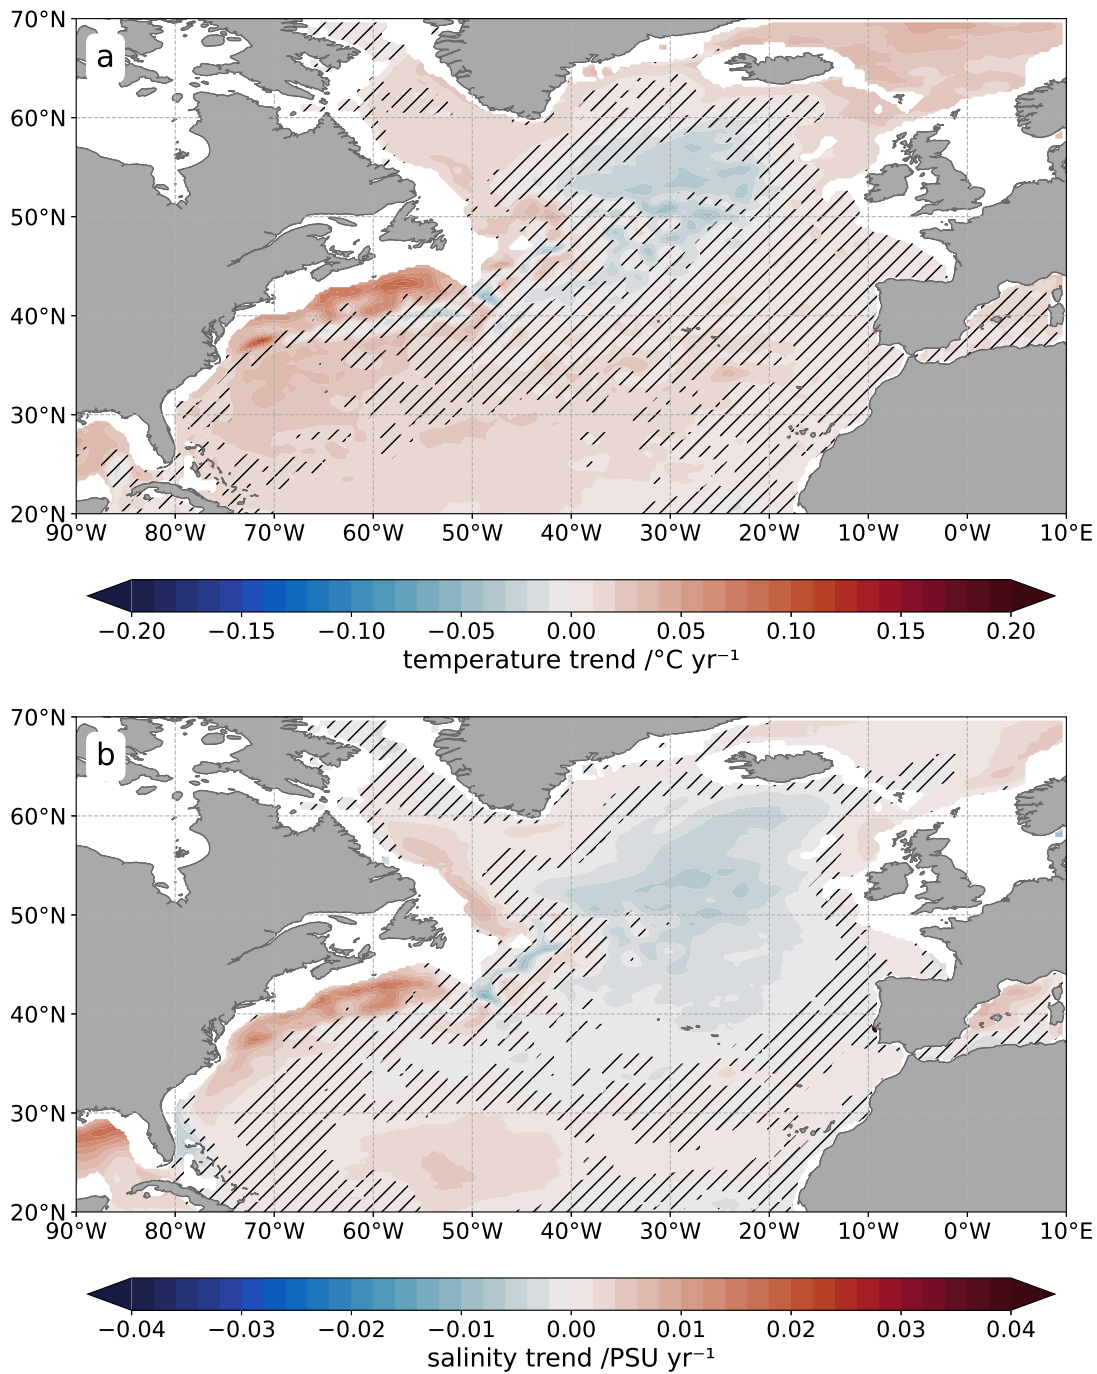 70°N
a
60°N
50°N
40°N
30°N
20°N
90°W 80°W 70°W 60°W 50°W 40°W 30°W 20°W 10°W 0°W 10°E
−0.20 −0.15 −0.10 −0.05 0.00 0.05 0.10 0.15 0.20
temperature trend /°C yr⁻¹
70°N
b
60°N
50°N
40°N
30°N
20°N
90°W 80°W 70°W 60°W 50°W 40°W 30°W 20°W 10°W 0°W 10°E
−0.04 −0.03 −0.02 −0.01 0.00 0.01 0.02 0.03 0.04
salinity trend /PSU yr⁻¹